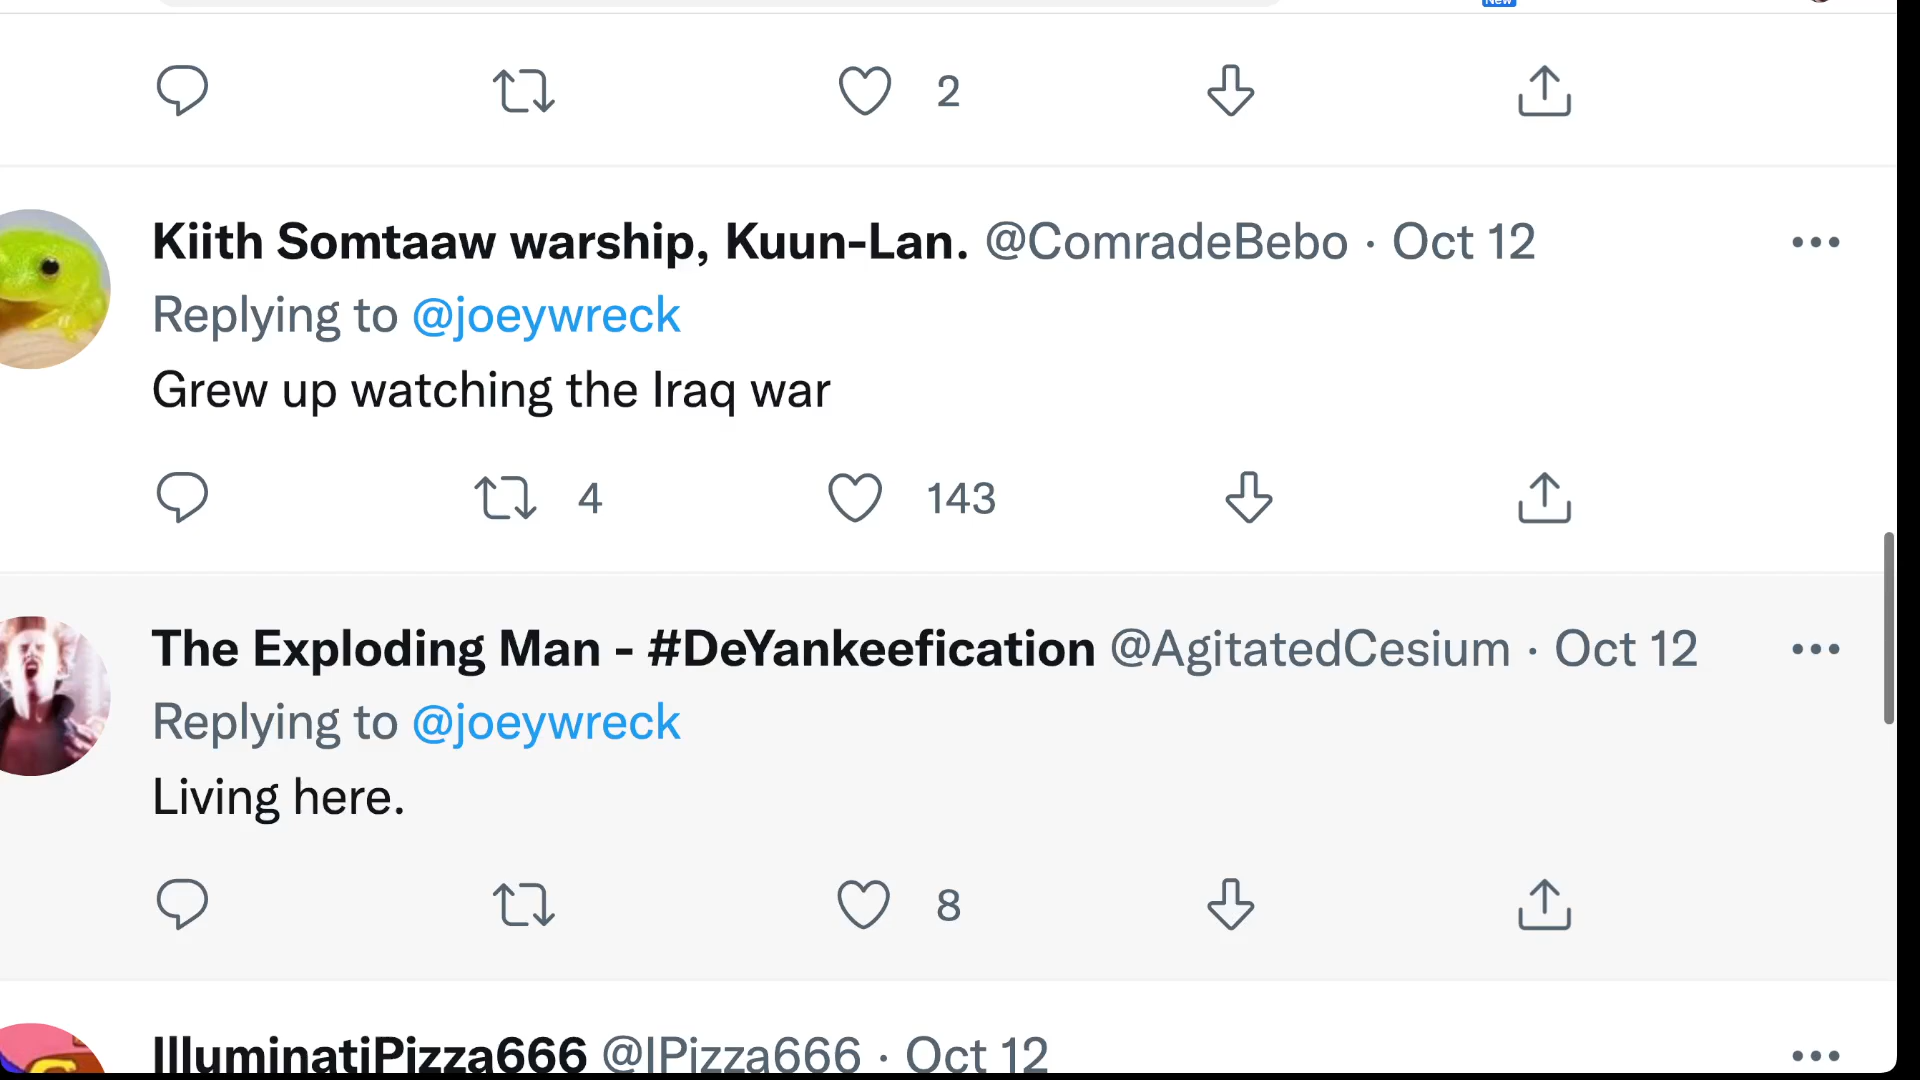 New
2
Kiith Somtaaw warship, Kuun-Lan. @ComradeBebo · Oct 12
Replying to @joeywreck
Grew up watching the Iraq war
4 143
The Exploding Man - #DeYankeefication @AgitatedCesium · Oct 12
Replying to @joeywreck
Living here.
8
IlluminatiPizza666 @IPizza666 · Oct 12